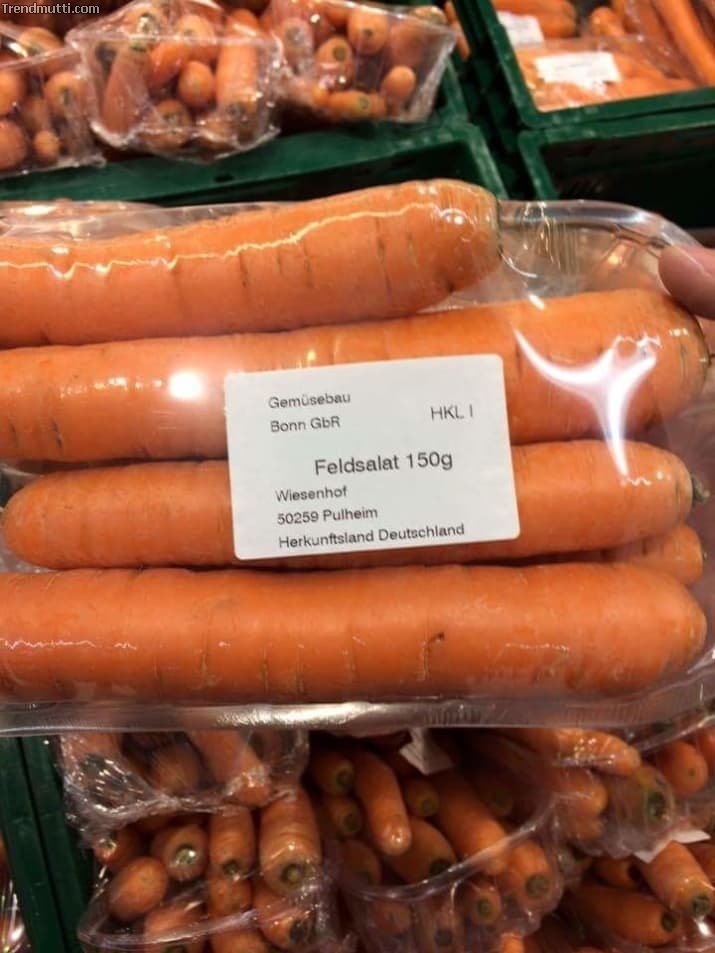 Trendmutti.com
Gemüsebau
Bonn GbR
HKL I
Feldsalat 150g
Wiesenhof
50259 Pulheim
Herkunftsland Deutschland